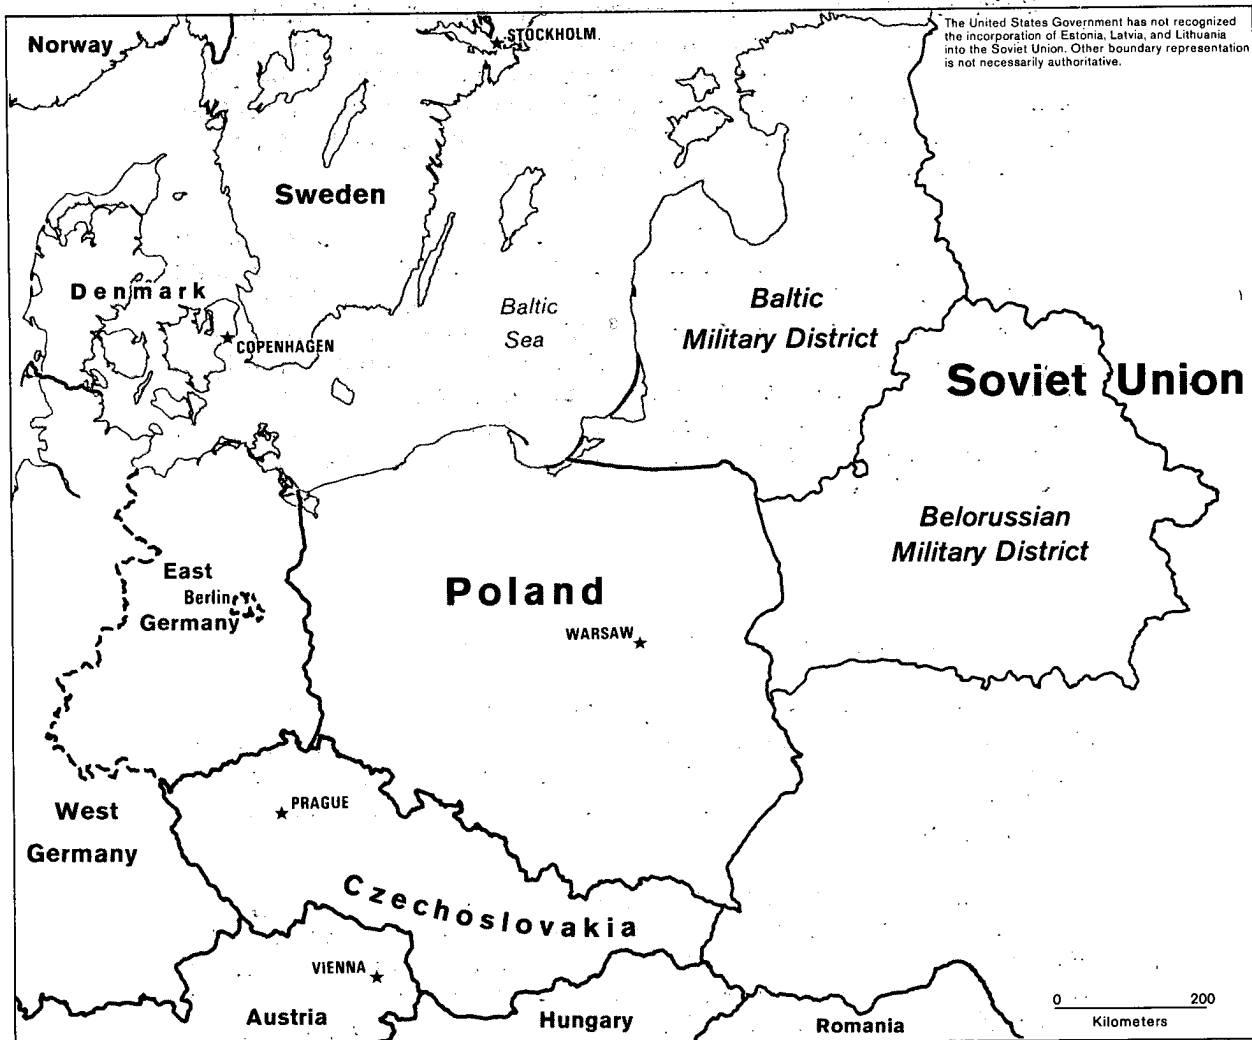 The United States Government has not recognized
the incorporation of Estonia, Latvia, and Lithuania
into the Soviet Union. Other boundary representation
is not necessarily authoritative.
Norway
STOCKHOLM
Sweden
Denmark
COPENHAGEN
Baltic
Sea
Baltic
Military District
Soviet Union
Belorussian
Military District
East
Berlin
Germany
Poland
WARSAW
West
Germany
PRAGUE
Czechoslovakia
VIENNA
Austria
Hungary
Romania
0 200
Kilometers